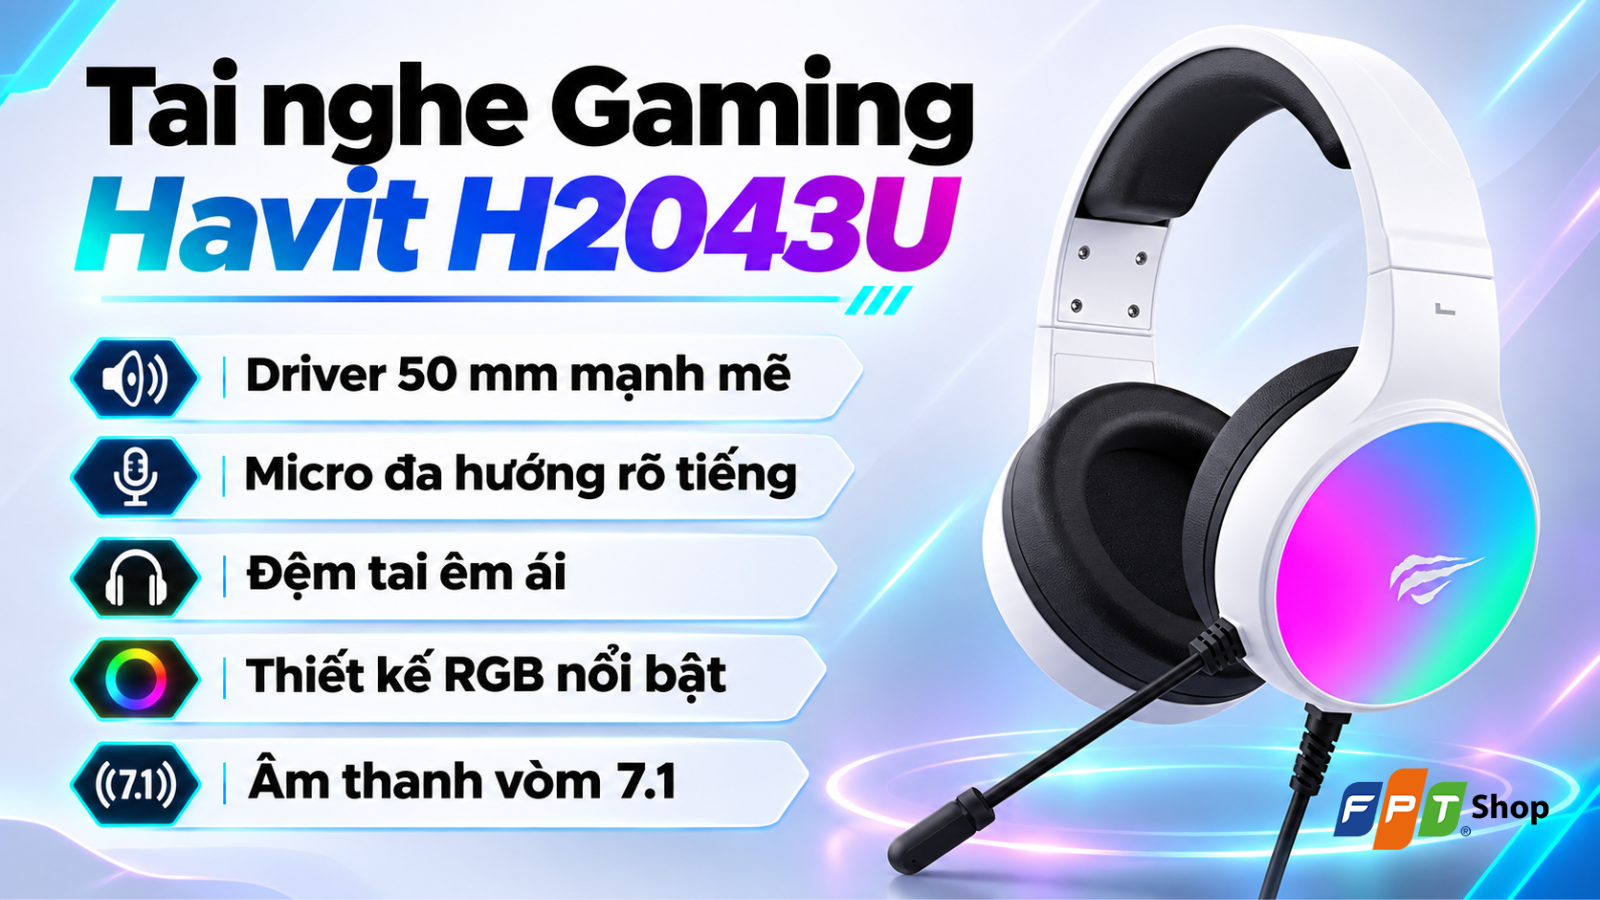 Tai nghe Gaming
Havit H2043U
Driver 50 mm mạnh mẽ
Micro đa hướng rõ tiếng
Đệm tai êm ái
Thiết kế RGB nổi bật
((7.1))
Âm thanh vòm 7.1
L
FPT® Shop